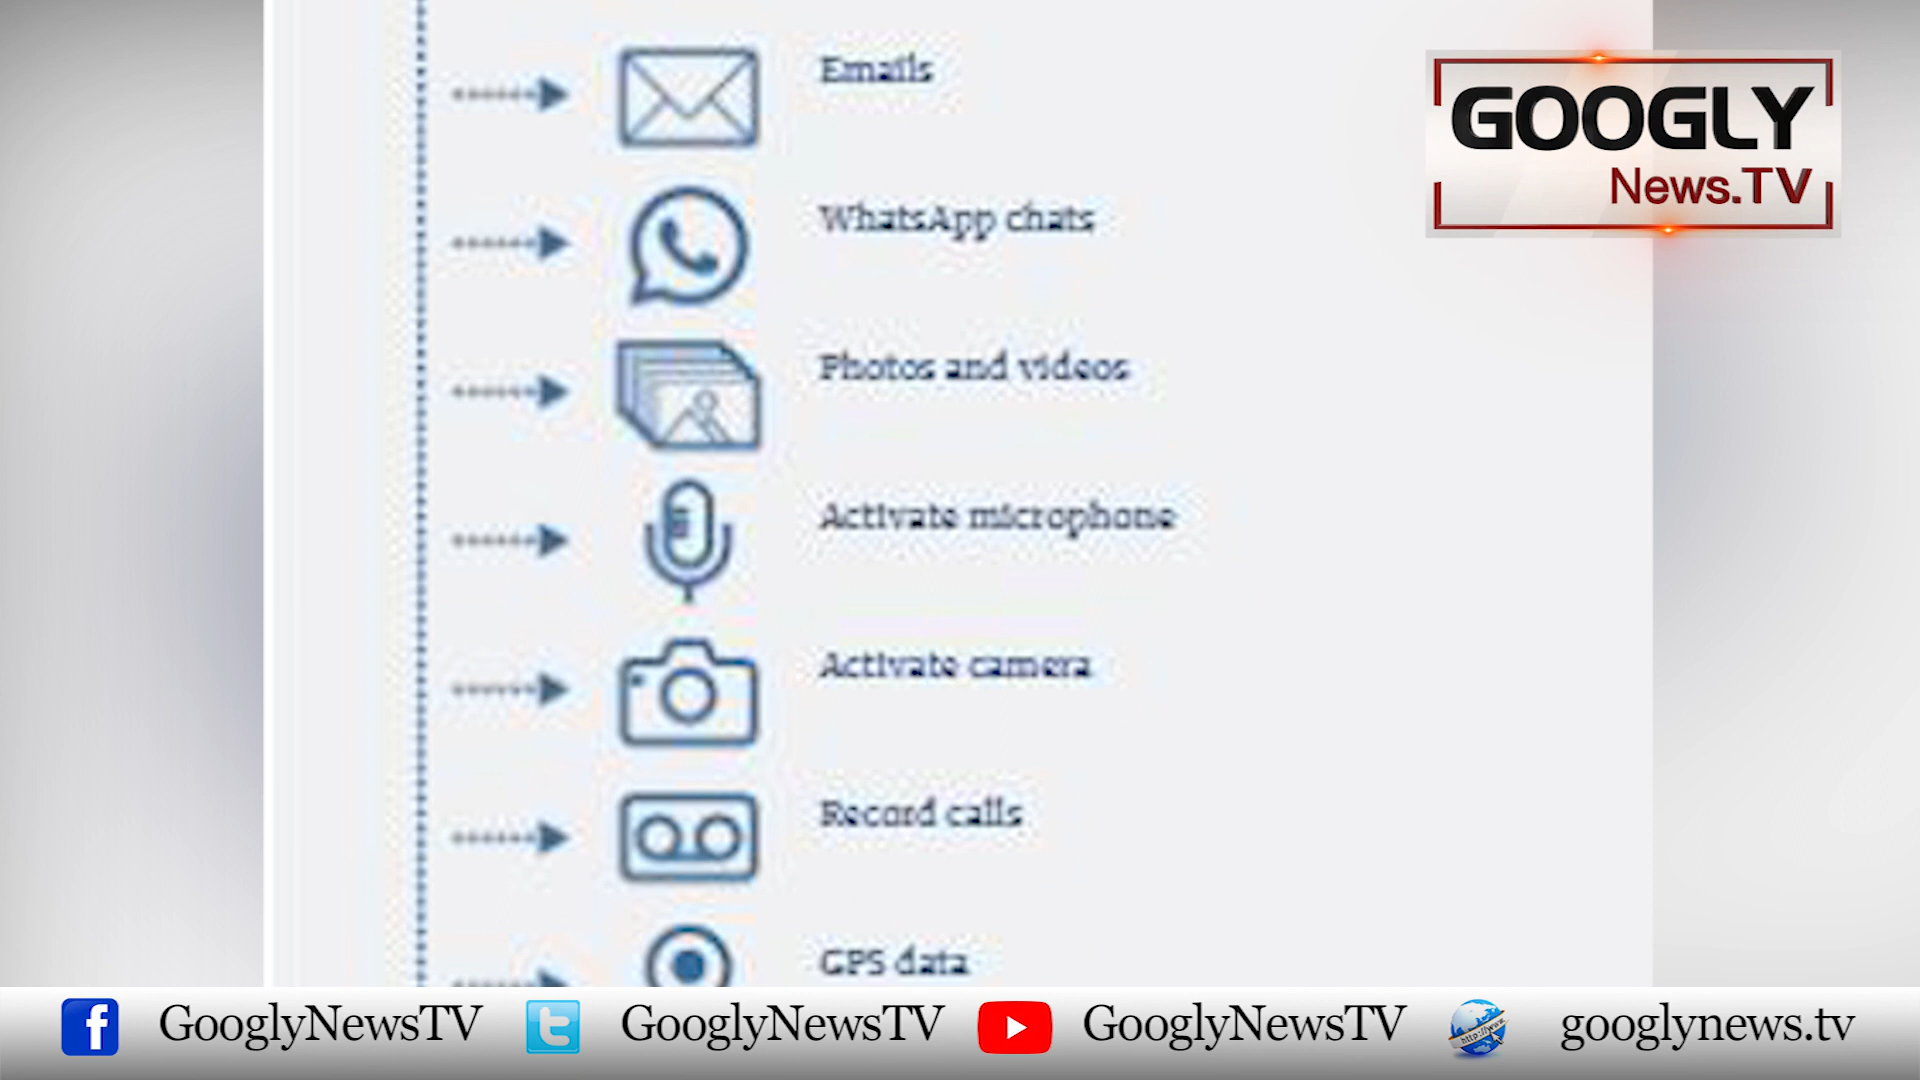 Emails
WhatsApp chats
Photos and videos
Activate microphone
Activate camera
Record calls
GPS data
GOOGLY
News.TV
GooglyNewsTV
GooglyNewsTV
GooglyNewsTV
googlynews.tv